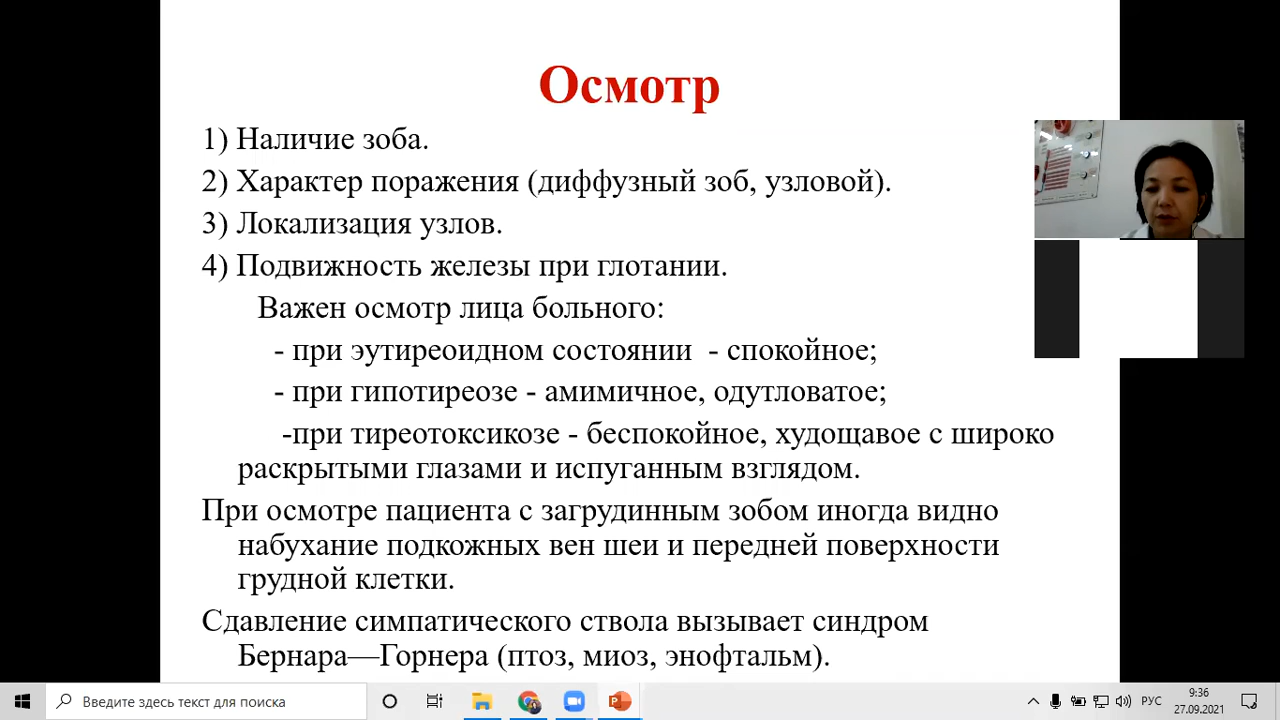 Осмотр
1) Наличие зоба.
2) Характер поражения (диффузный зоб, узловой).
3) Локализация узлов.
4) Подвижность железы при глотании.
Важен осмотр лица больного:
- при эутиреоидном состоянии - спокойное;
- при гипотиреозе - амимичное, одутловатое;
-при тиреотоксикозе - беспокойное, худощавое с широко
раскрытыми глазами и испуганным взглядом.
При осмотре пациента с загрудинным зобом иногда видно
набухание подкожных вен шеи и передней поверхности
грудной клетки.
Сдавление симпатического ствола вызывает синдром
Бернара—Горнера (птоз, миоз, энофтальм).
Введите здесь текст для поиска
РУС
9:36
27.09.2021